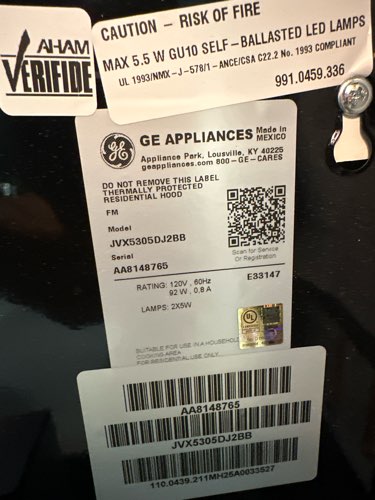 AHAM
VERIFIDE
CAUTION - RISK OF FIRE
MAX 5.5 W GU10 SELF-BALLASTED LED LAMPS
UL 1993/NMX-J-578/1-ANCE/CSA C22.2 No. 1993 COMPLIANT
991.0459.336
GE APPLIANCES Made in
MEXICO
Appliance Park, Lousville, KY 40225
geappliances.com 800-GE-CARES
DO NOT REMOVE THIS LABEL
THERMALLY PROTECTED
RESIDENTIAL HOOD
FM
Model
JVX5305DJ2BB
Serial
AA8148765
Scan for Service
Or Registration
RATING: 120V, 60Hz
92 W, 0.8 A
E33147
LAMPS: 2X5W
SUITABLE FOR USE IN A HOUSEHOLD
COOKING AREA
FOR RESIDENTIAL USE ONLY
AA8148765
JVX5305DJ2BB
110.0439.211MH25A0033527